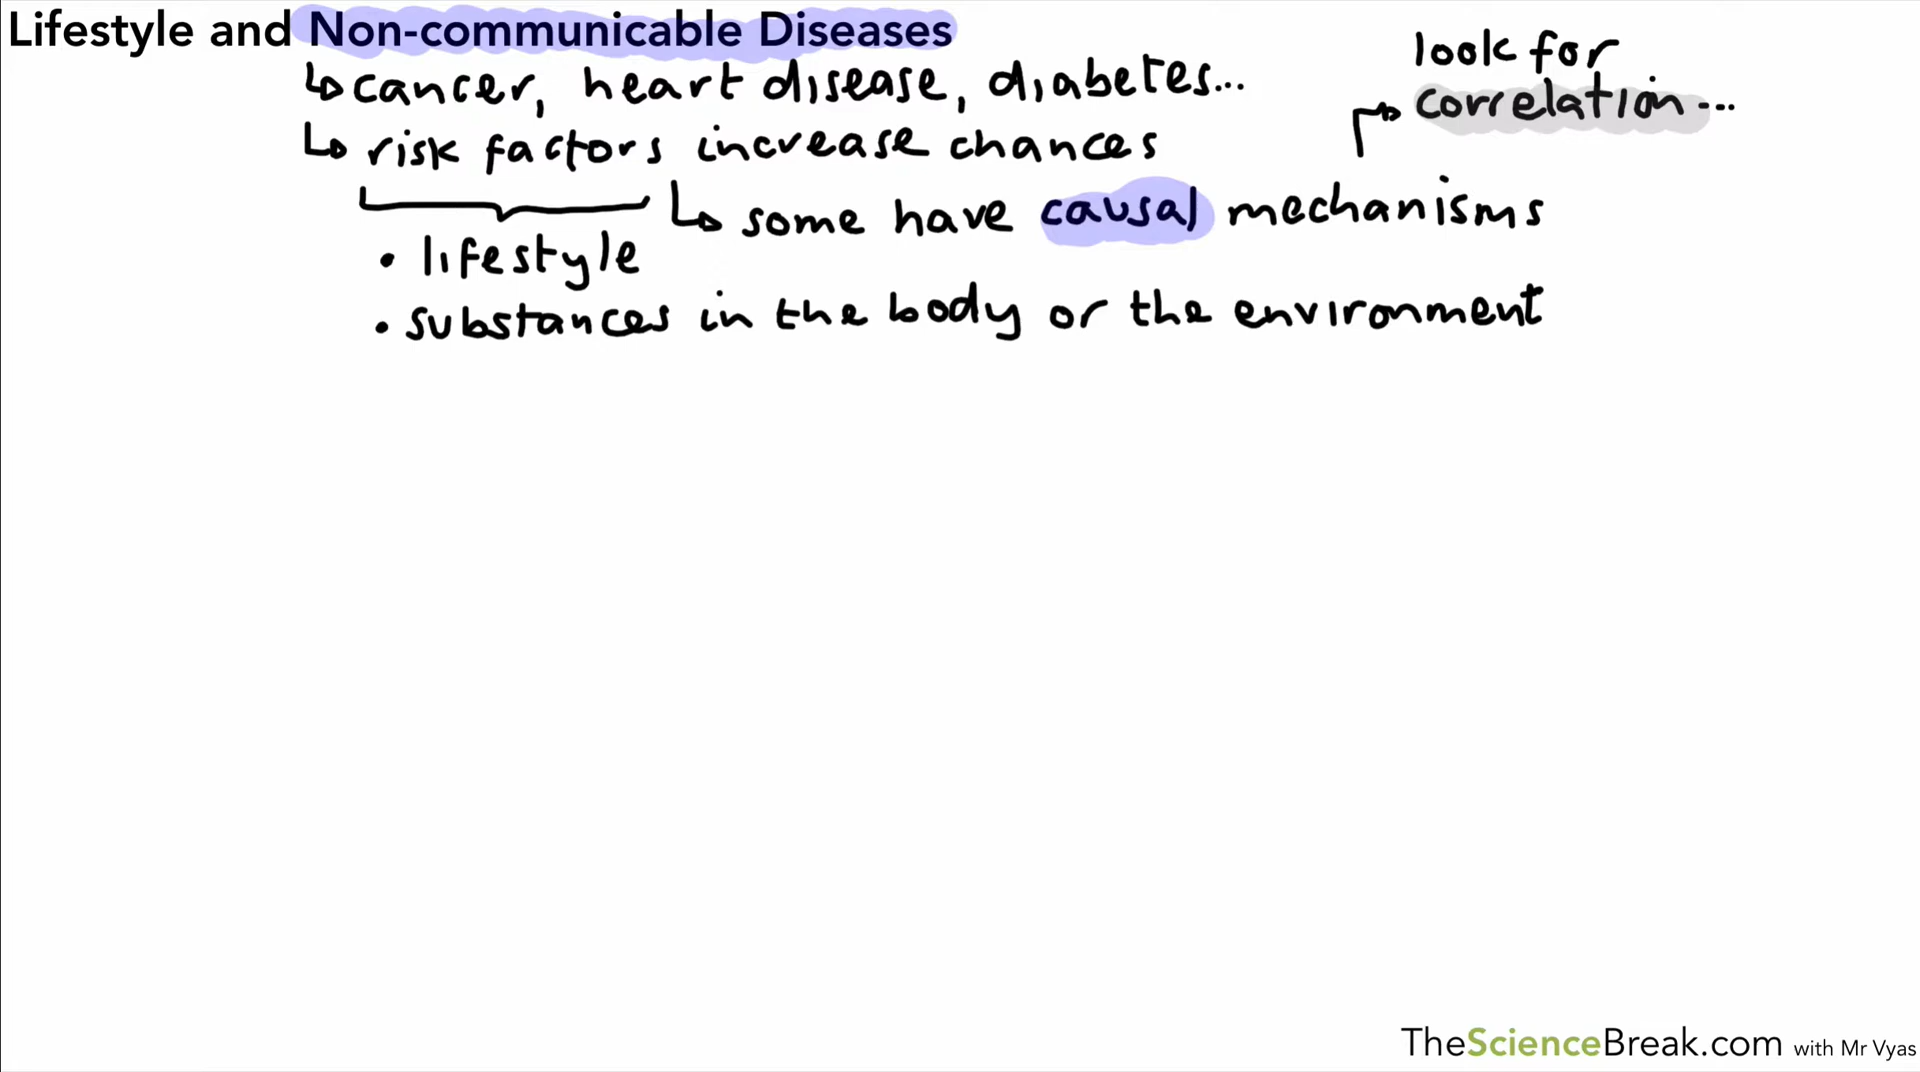 Lifestyle and Non-communicable Diseases
↳ cancer, heart disease, diabetes...
↳ risk factors increase chances
look for
↱ correlation...
↳ some have causal mechanisms
• lifestyle
• substances in the body or the environment
TheScienceBreak.com with Mr Vyas